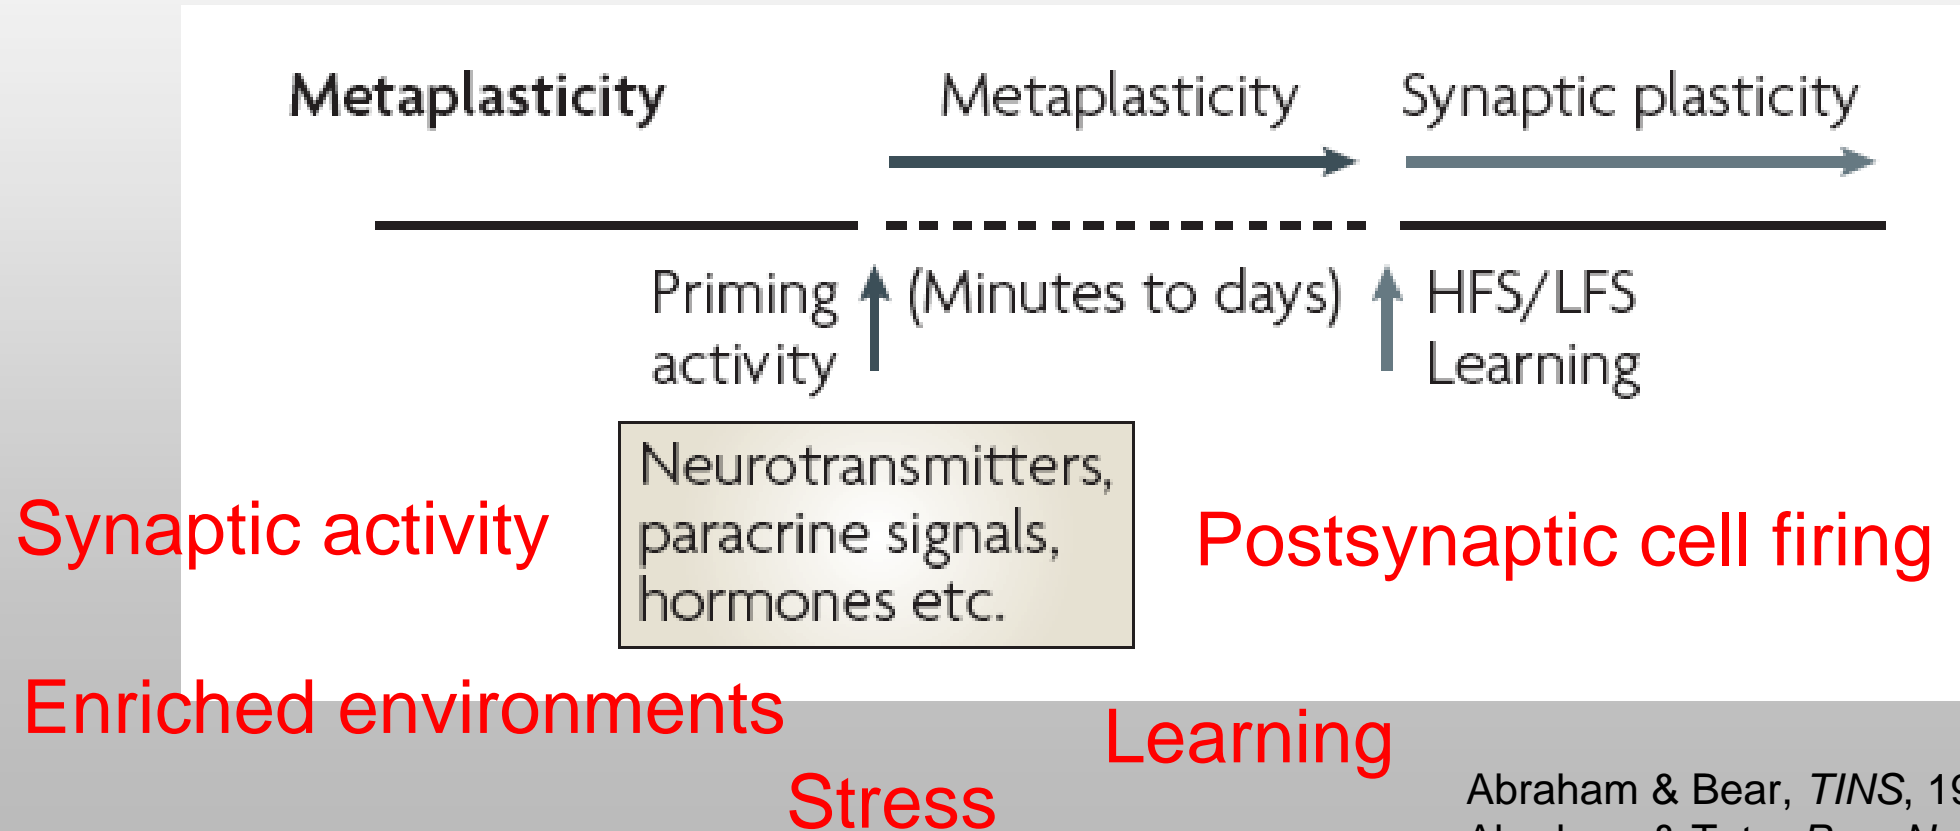 Metaplasticity
Metaplasticity
Synaptic plasticity
Priming
activity
(Minutes to days)
HFS/LFS
Learning
Neurotransmitters,
paracrine signals,
hormones etc.
Synaptic activity
Postsynaptic cell firing
Enriched environments
Learning
Stress
Abraham & Bear, TINS,